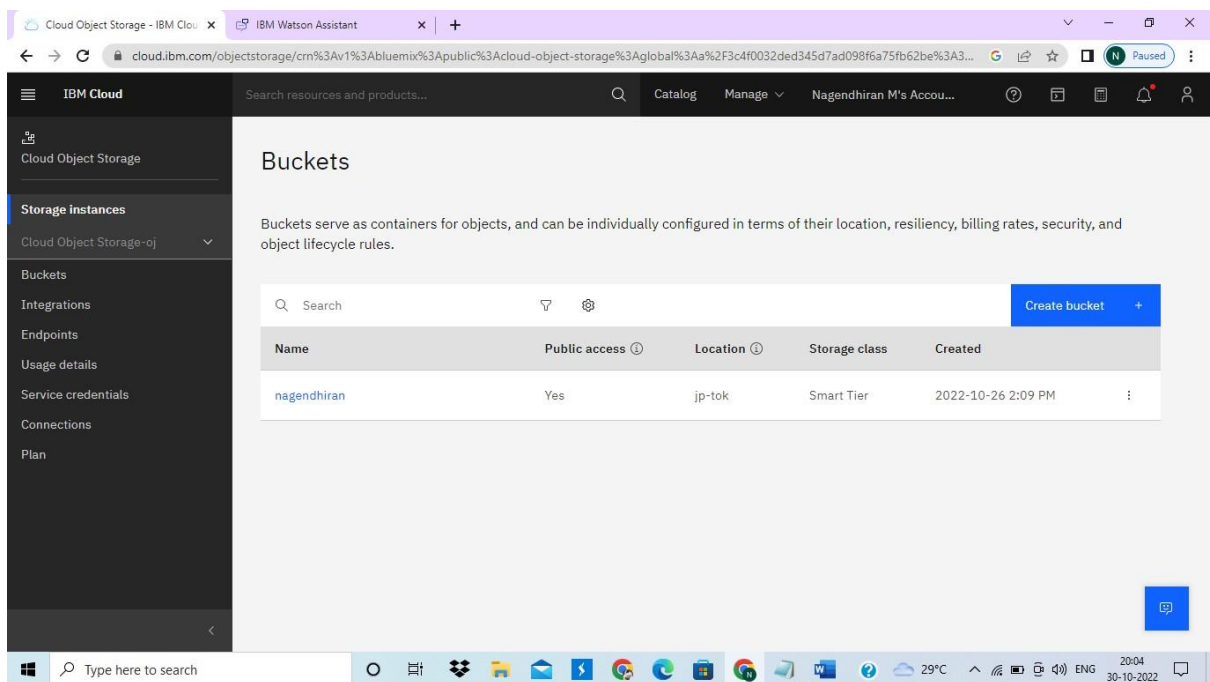 Cloud Object Storage - IBM Clou
IBM Watson Assistant
cloud.ibm.com/objectstorage/crn%3Av1%3Abluemix%3Apublic%3Acloud-object-storage%3Aglobal%3Aa%2F3c4f0032ded345d7ad098f6a75fb62be%3A3...
N Paused
IBM Cloud
Search resources and products...
Catalog
Manage
Nagendhiran M's Accou...
Cloud Object Storage
Storage instances
Cloud Object Storage-oj
Buckets
Integrations
Endpoints
Usage details
Service credentials
Connections
Plan
Buckets
Buckets serve as containers for objects, and can be individually configured in terms of their location, resiliency, billing rates, security, and
object lifecycle rules.
Search
Create bucket +
Name Public access Location Storage class Created
nagendhiran Yes jp-tok Smart Tier 2022-10-26 2:09 PM
Type here to search
29°C
ENG
20:04
30-10-2022